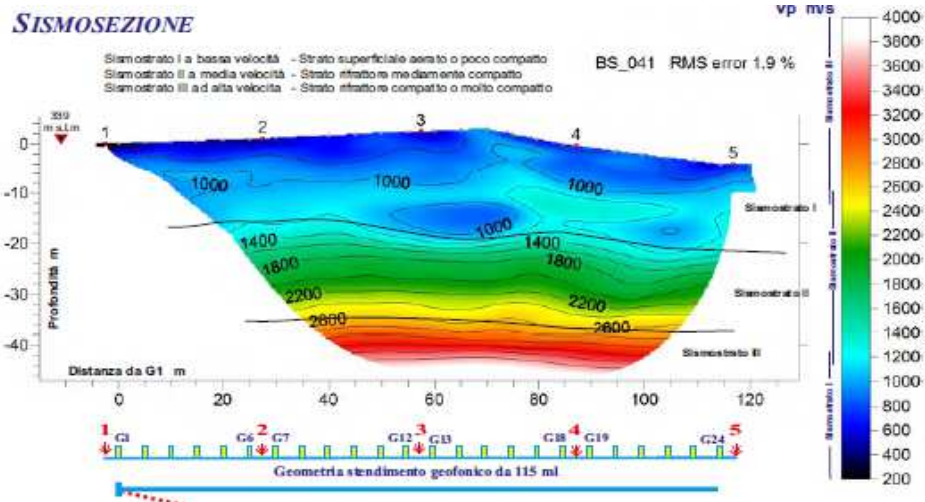 SISMOSEZIONE
Vp m/s
Sismostrato I a bassa velocità - Strato superficiale aerato o poco compatto
Sismostrato II a media velocità - Strato rifrattore mediamente compatto
Sismostrato III ad alta velocita - Strato rifrattore compatto o molto compatto
BS_041 RMS error 1.9 %
339
m s.l.m
1
2
3
4
5
0
-10
-20
-30
-40
Profondità m
1000
1000
1000
1000
1400
1400
1800
1800
2200
2200
2600
2600
Sismostrato I
Sismostrato II
Sismostrato III
Distanza da G1 m
0
20
40
60
80
100
120
4000
3800
3600
3400
3200
3000
2800
2600
2400
2200
2000
1800
1600
1400
1200
1000
800
600
400
200
Sismostrato III
Sismostrato II
Sismostrato I
1
2
3
4
5
G1
G6
G7
G12
G13
G18
G19
G24
Geometria stendimento geofonico da 115 ml